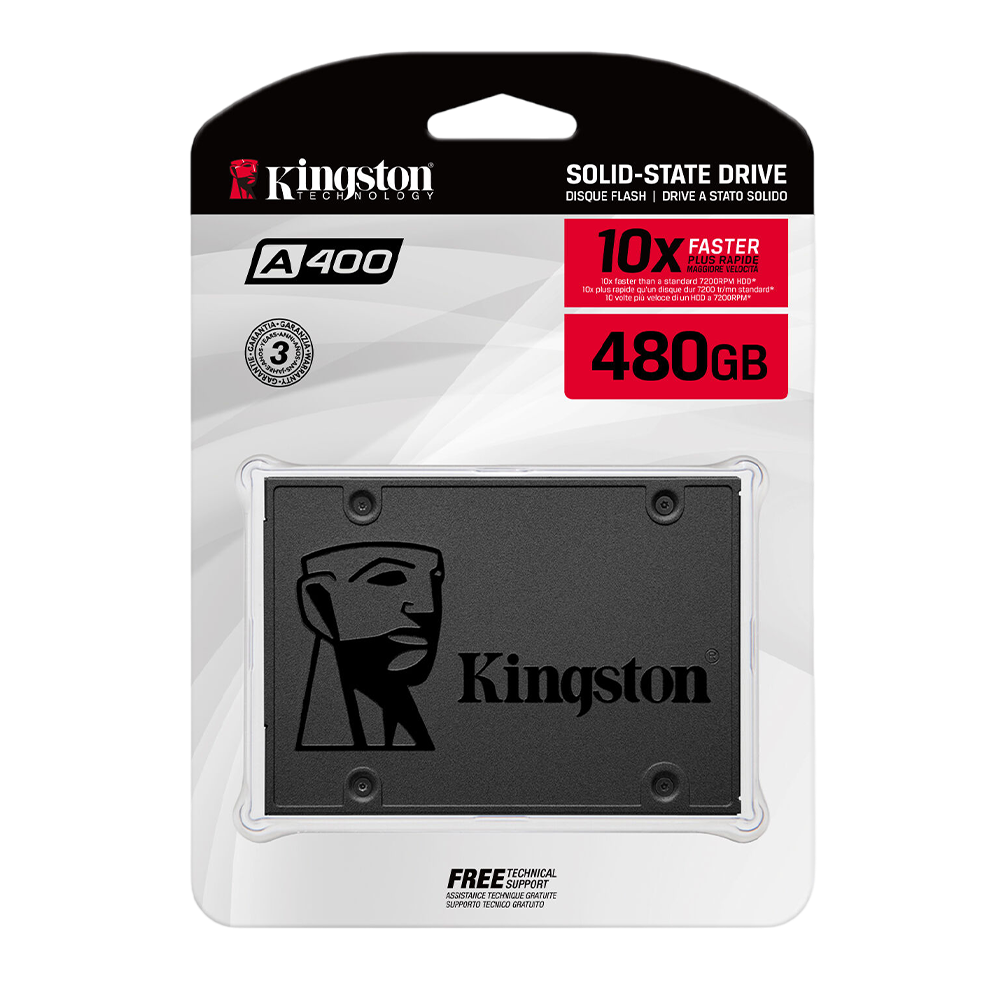 Kingston®
TECHNOLOGY
SOLID-STATE DRIVE
DISQUE FLASH | DRIVE A STATO SOLIDO
A400
10x FASTER
PLUS RAPIDE
MAGGIORE VELOCITÀ
10x faster than a standard 7200RPM HDD*
10x plus rapide qu'un disque dur 7200 tr/mn standard*
10 volte più veloce di un HDD a 7200RPM*
480GB
3
Kingston®
FREE TECHNICAL
SUPPORT
ASSISTANCE TECHNIQUE GRATUITE
SUPPORTO TECNICO GRATUITO